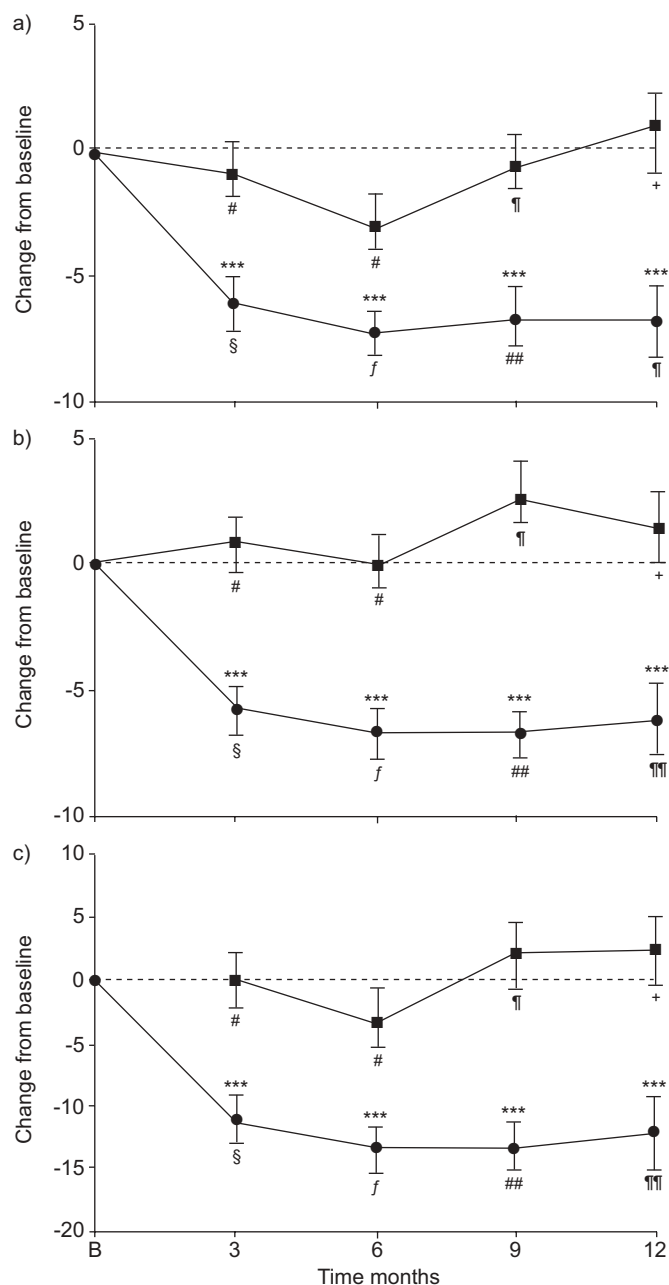 a)
5
0
-5
-10
Change from baseline
# # ¶ +
*** *** *** ***
§ ƒ ## ¶
b)
5
0
-5
-10
Change from baseline
# # ¶ +
*** *** *** ***
§ ƒ ## ¶¶
c)
10
5
0
-5
-10
-15
-20
Change from baseline
# # ¶ +
*** *** *** ***
§ ƒ ## ¶¶
B 3 6 9 12
Time months